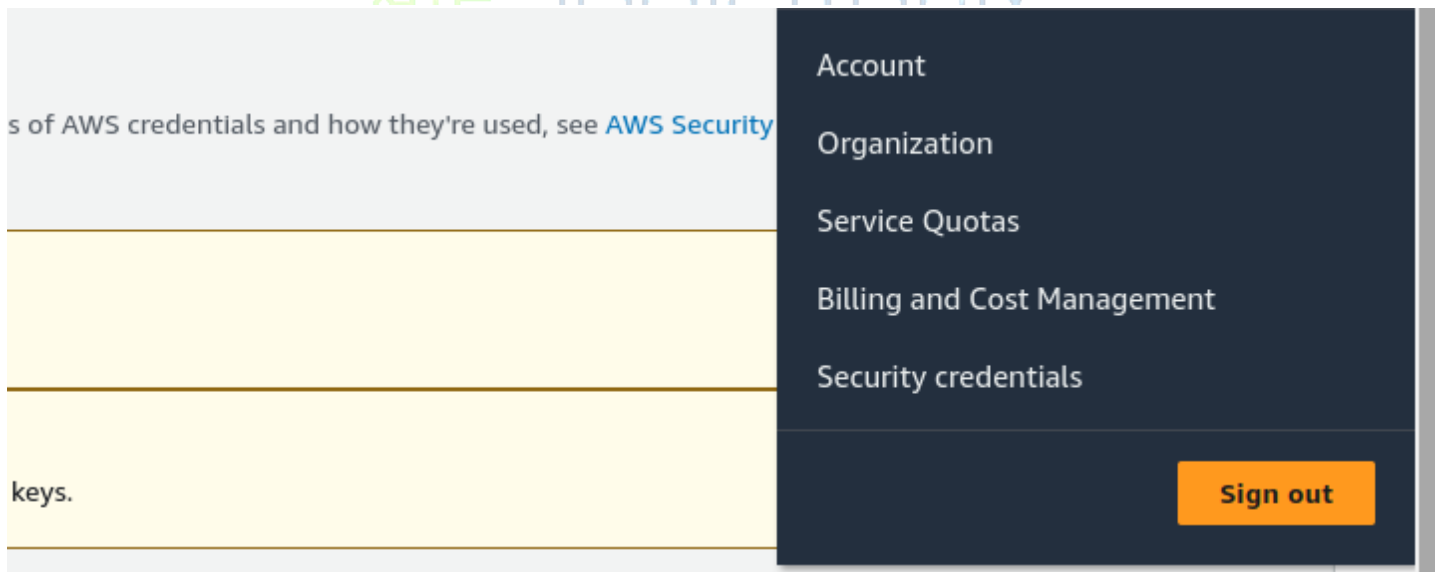 Account
s of AWS credentials and how they're used, see AWS Security
Organization
Service Quotas
Billing and Cost Management
Security credentials
keys.
Sign out